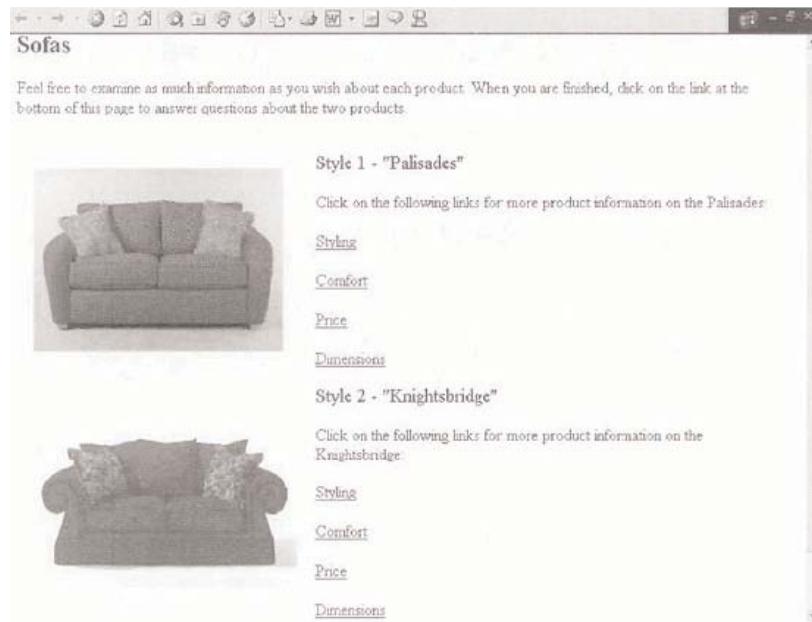 Sofas
Feel free to examine as much information as you wish about each product. When you are finished, click on the link at the
bottom of this page to answer questions about the two products.
Style 1 - "Palisades"
Click on the following links for more product information on the Palisades:
Styling
Comfort
Price
Dimensions
Style 2 - "Knightsbridge"
Click on the following links for more product information on the
Knightsbridge:
Styling
Comfort
Price
Dimensions